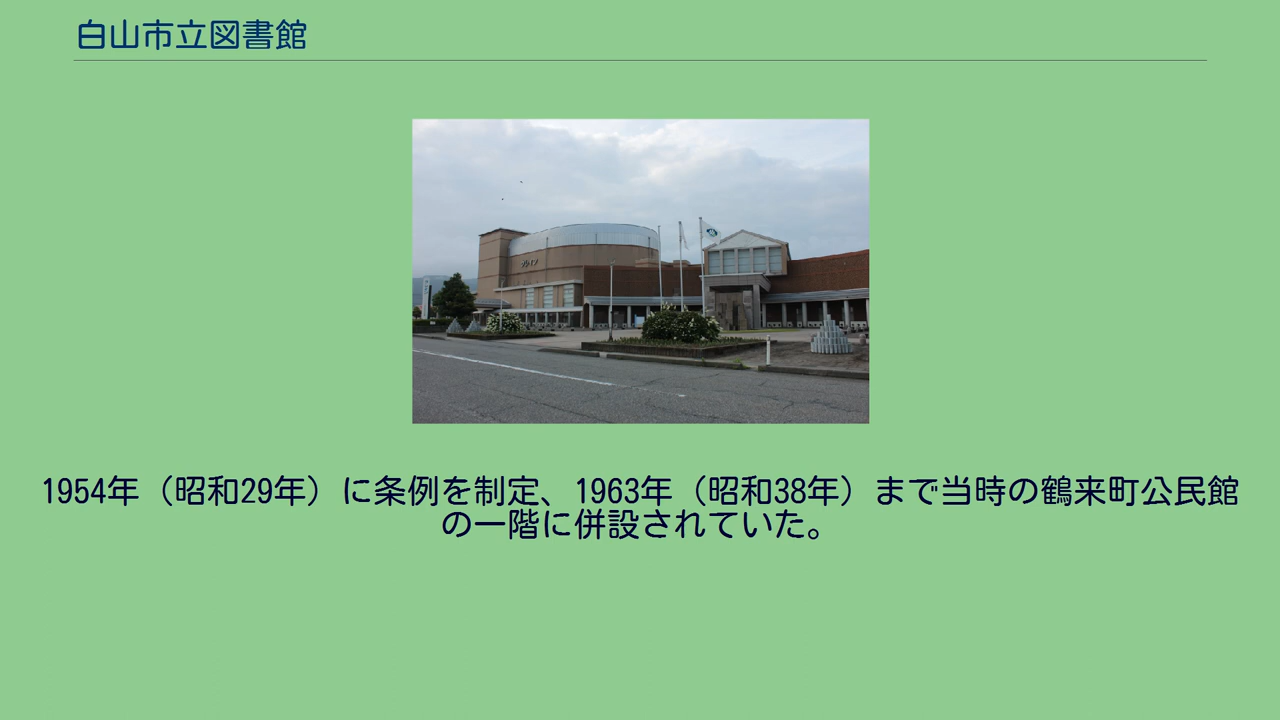 白山市立図書館
1954年（昭和29年）に条例を制定、1963年（昭和38年）まで当時の鶴来町公民館
の一階に併設されていた。